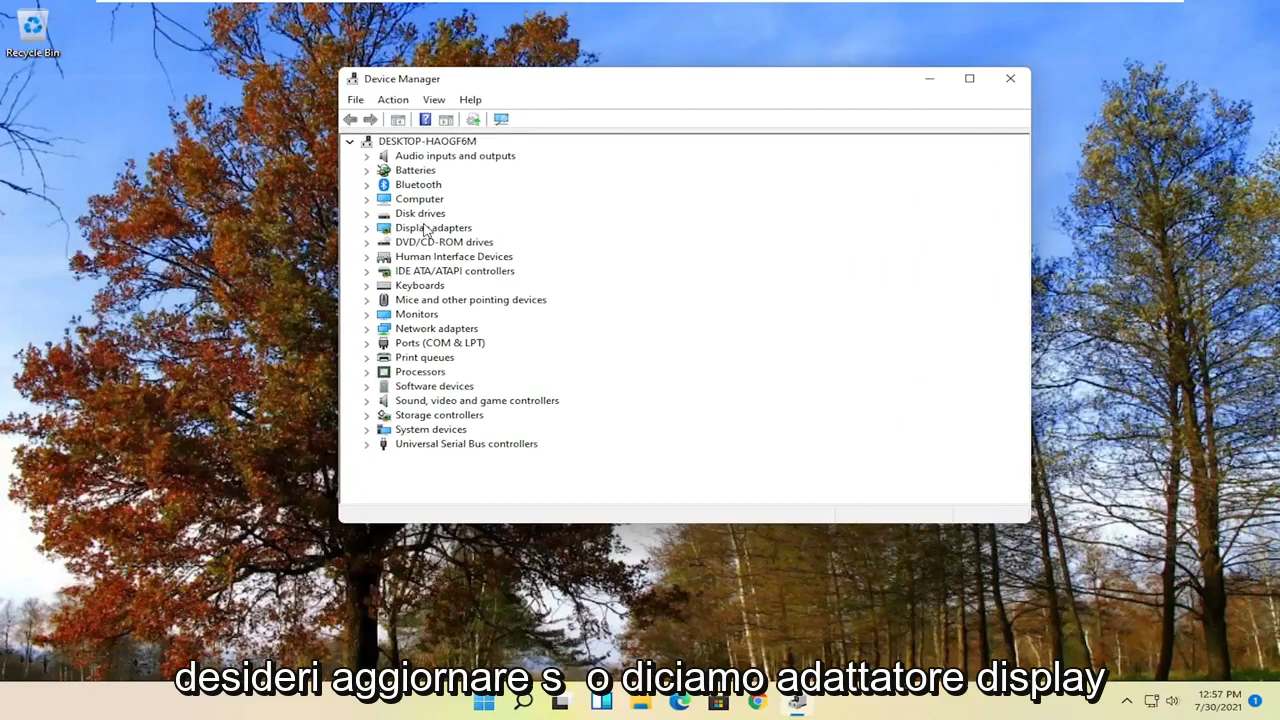 Recycle Bin
Device Manager
File Action View Help
DESKTOP-HAOGF6M
Audio inputs and outputs
Batteries
Bluetooth
Computer
Disk drives
Display adapters
DVD/CD-ROM drives
Human Interface Devices
IDE ATA/ATAPI controllers
Keyboards
Mice and other pointing devices
Monitors
Network adapters
Ports (COM & LPT)
Print queues
Processors
Software devices
Sound, video and game controllers
Storage controllers
System devices
Universal Serial Bus controllers
desideri aggiornare s o diciamo adattatore display
12:57 PM
7/30/2021
1